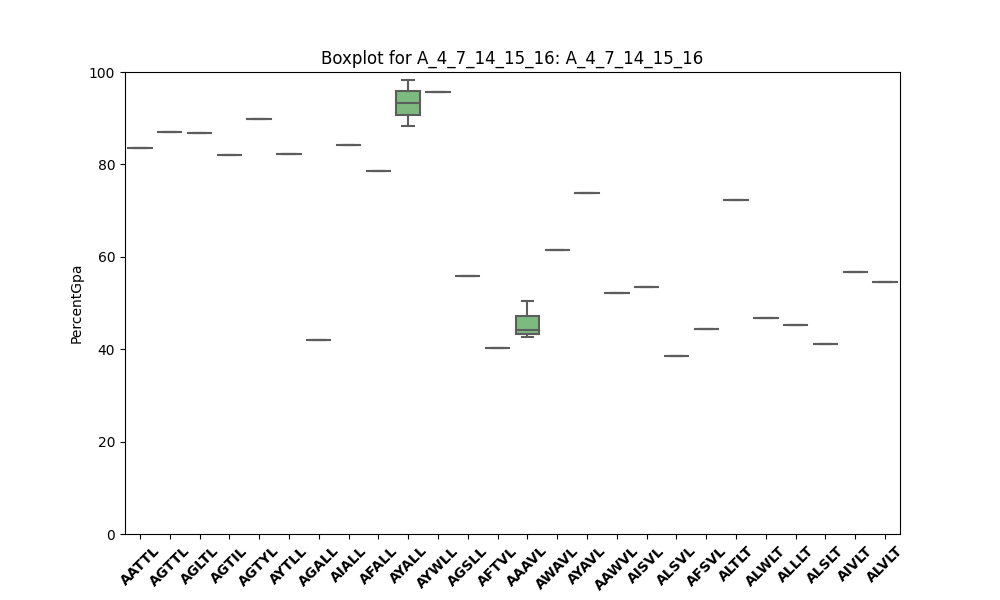 Boxplot for A_4_7_14_15_16: A_4_7_14_15_16
PercentGpa
100
80
60
40
20
0
AATTL
AGTTL
AGLTL
AGTIL
AGTYL
AYTLL
AGALL
AIALL
AFALL
AYALL
AYWLL
AGSLL
AFTVL
AAAVL
AWAVL
AYAVL
AAWVL
AISVL
ALSVL
AFSVL
ALTLT
ALWLT
ALLLT
ALSLT
AIVLT
ALVLT